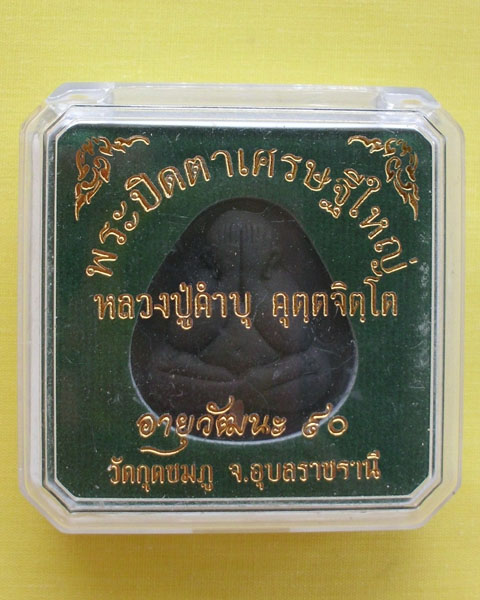 พระปิดตาเศรษฐีใหญ่
หลวงปู่คำบุ คุตฺตจิตฺโต
อายุวัฒนะ ๙๐
วัดกุดชมภู จ.อุบลราชธานี